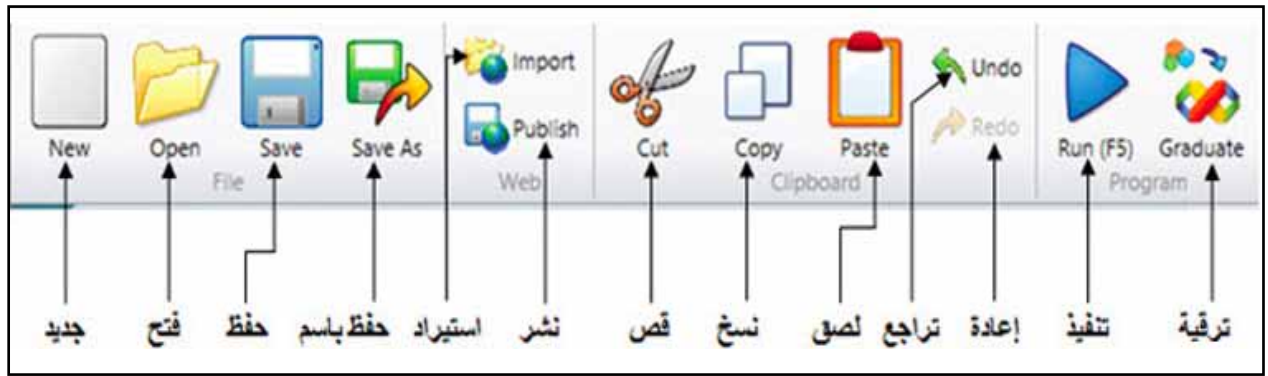 Import
Undo
Publish
Redo
New Open Save Save As Cut Copy Paste Run (F5) Graduate
File Web Clipboard Program
جديد فتح حفظ حفظ باسم استيراد نشر قص نسخ لصق تراجع إعادة تنفيذ ترقية